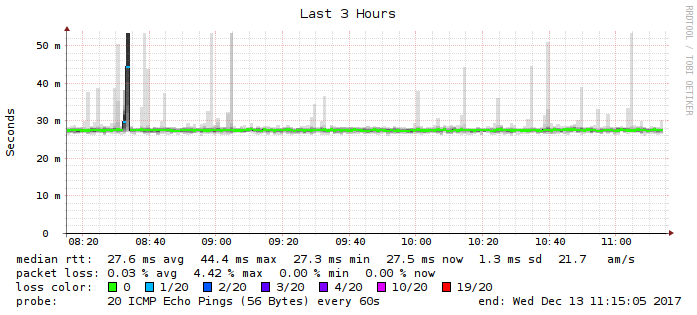 Last 3 Hours
RRDTOOL / TOBI OETIKER
Seconds
50 m
40 m
30 m
20 m
10 m
0
08:20 08:40 09:00 09:20 09:40 10:00 10:20 10:40 11:00
median rtt: 27.6 ms avg 44.4 ms max 27.3 ms min 27.5 ms now 1.3 ms sd 21.7 am/s
packet loss: 0.03 % avg 4.42 % max 0.00 % min 0.00 % now
loss color: 0 1/20 2/20 3/20 4/20 10/20 19/20
probe: 20 ICMP Echo Pings (56 Bytes) every 60s end: Wed Dec 13 11:15:05 2017